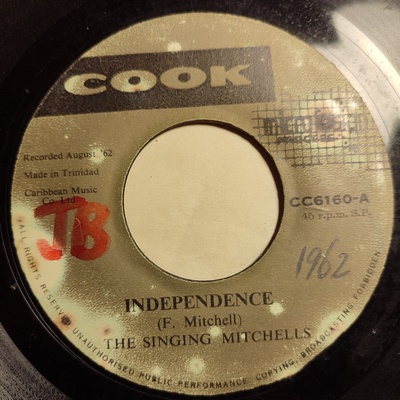 COOK
Recorded August '62
Made in Trinidad
Caribbean Music
Co. Ltd
JB
CC6160-A
45 r.p.m. S.P.
1962
INDEPENDENCE
(F. Mitchell)
THE SINGING MITCHELLS
ALL RIGHTS RESERVED UNAUTHORISED PUBLIC PERFORMANCE, COPYING, BROADCASTING FORBIDDEN